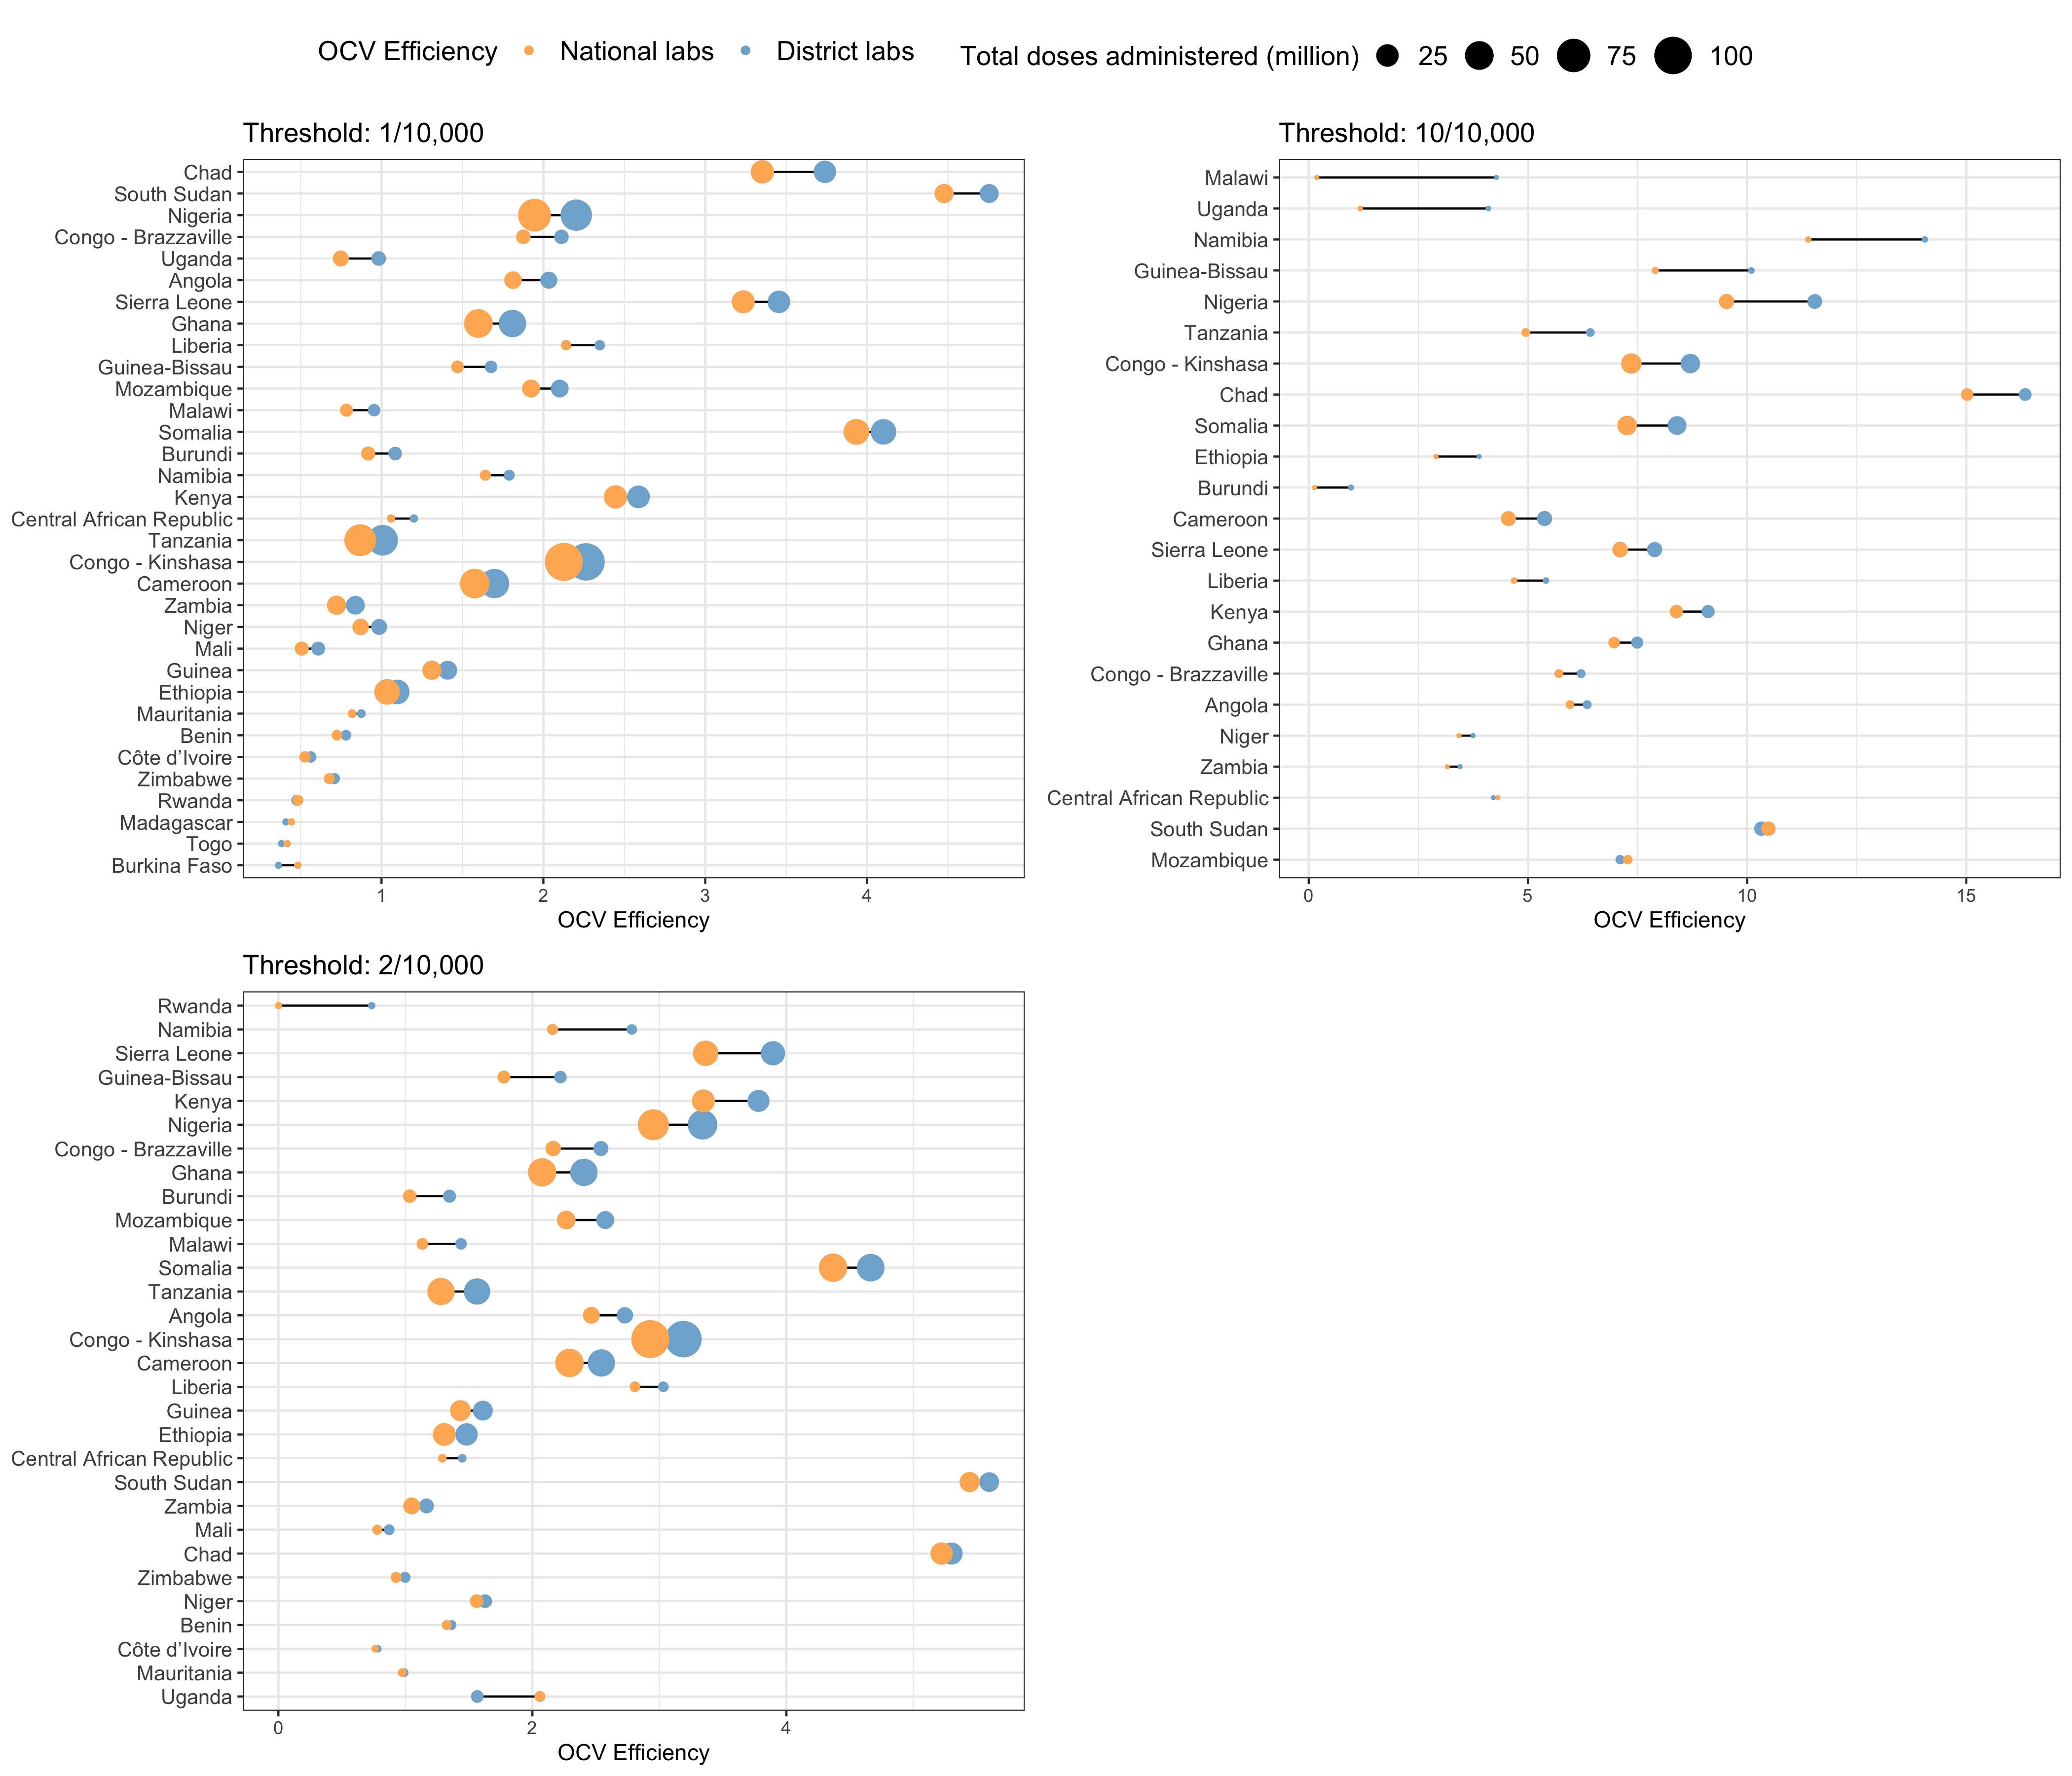 OCV Efficiency National labs District labs Total doses administered (million) 25 50 75 100
Threshold: 1/10,000
Chad
South Sudan
Nigeria
Congo - Brazzaville
Uganda
Angola
Sierra Leone
Ghana
Liberia
Guinea-Bissau
Mozambique
Malawi
Somalia
Burundi
Namibia
Kenya
Central African Republic
Tanzania
Congo - Kinshasa
Cameroon
Zambia
Niger
Mali
Guinea
Ethiopia
Mauritania
Benin
Côte d’Ivoire
Zimbabwe
Rwanda
Madagascar
Togo
Burkina Faso
1 2 3 4
OCV Efficiency
Threshold: 10/10,000
Malawi
Uganda
Namibia
Guinea-Bissau
Nigeria
Tanzania
Congo - Kinshasa
Chad
Somalia
Ethiopia
Burundi
Cameroon
Sierra Leone
Liberia
Kenya
Ghana
Congo - Brazzaville
Angola
Niger
Zambia
Central African Republic
South Sudan
Mozambique
0 5 10 15
OCV Efficiency
Threshold: 2/10,000
Rwanda
Namibia
Sierra Leone
Guinea-Bissau
Kenya
Nigeria
Congo - Brazzaville
Ghana
Burundi
Mozambique
Malawi
Somalia
Tanzania
Angola
Congo - Kinshasa
Cameroon
Liberia
Guinea
Ethiopia
Central African Republic
South Sudan
Zambia
Mali
Chad
Zimbabwe
Niger
Benin
Côte d’Ivoire
Mauritania
Uganda
0 2 4
OCV Efficiency